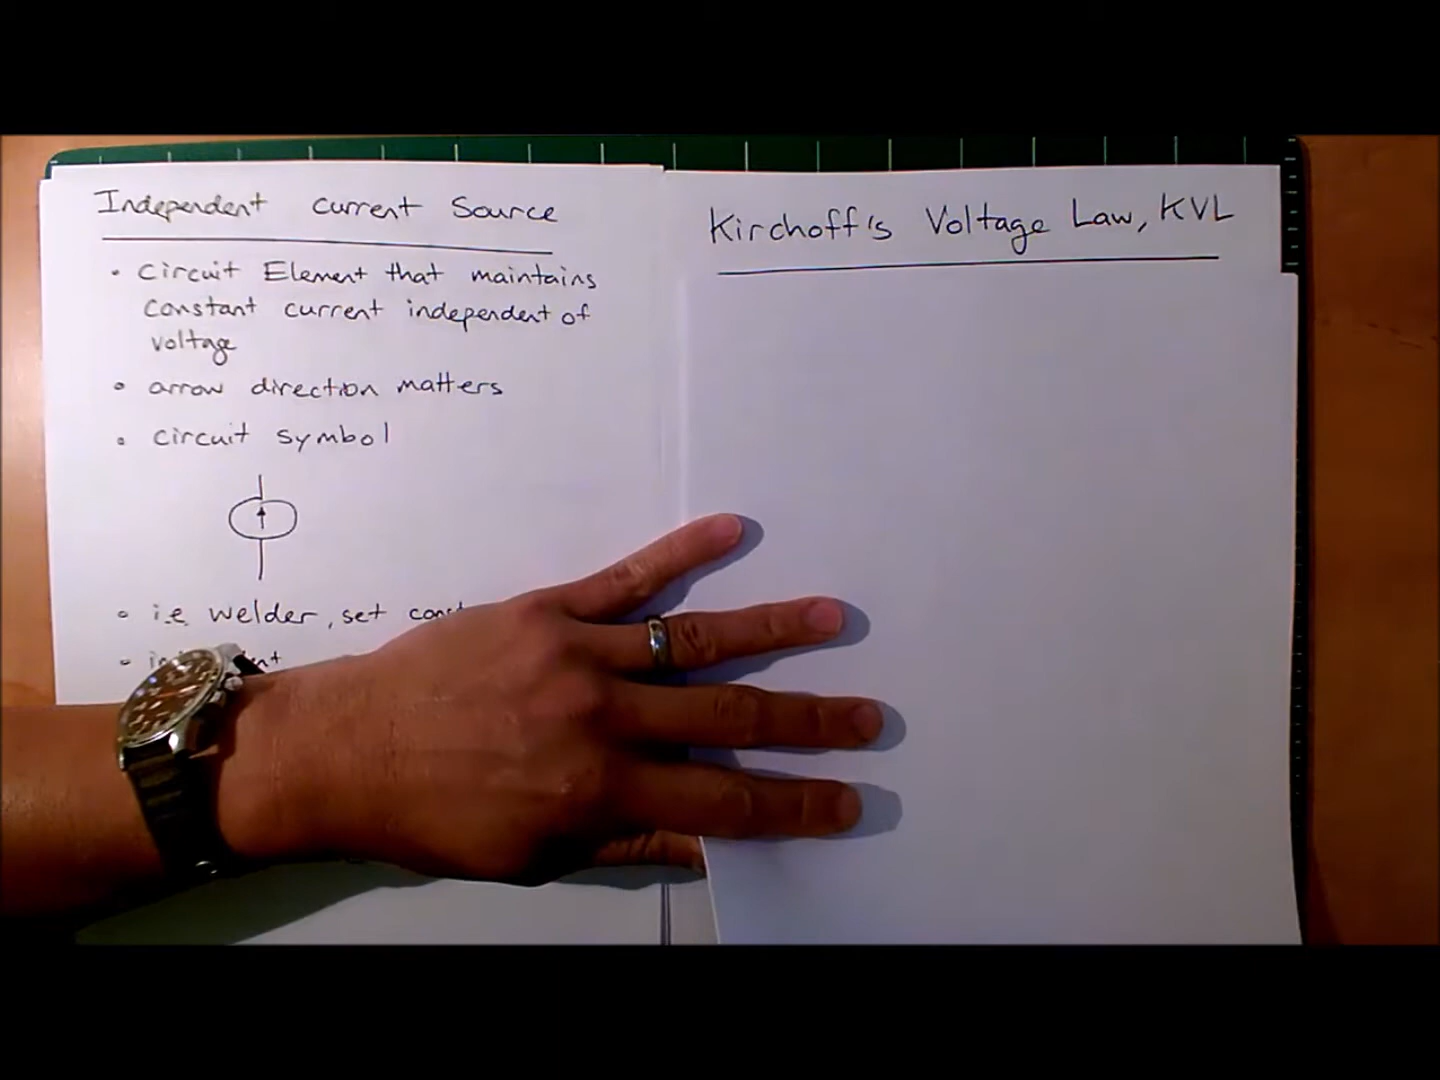 Independent current Source
• circuit Element that maintains
constant current independent of
voltage
• arrow direction matters
• circuit symbol
• i.e welder, set
Kirchoff's Voltage Law, KVL